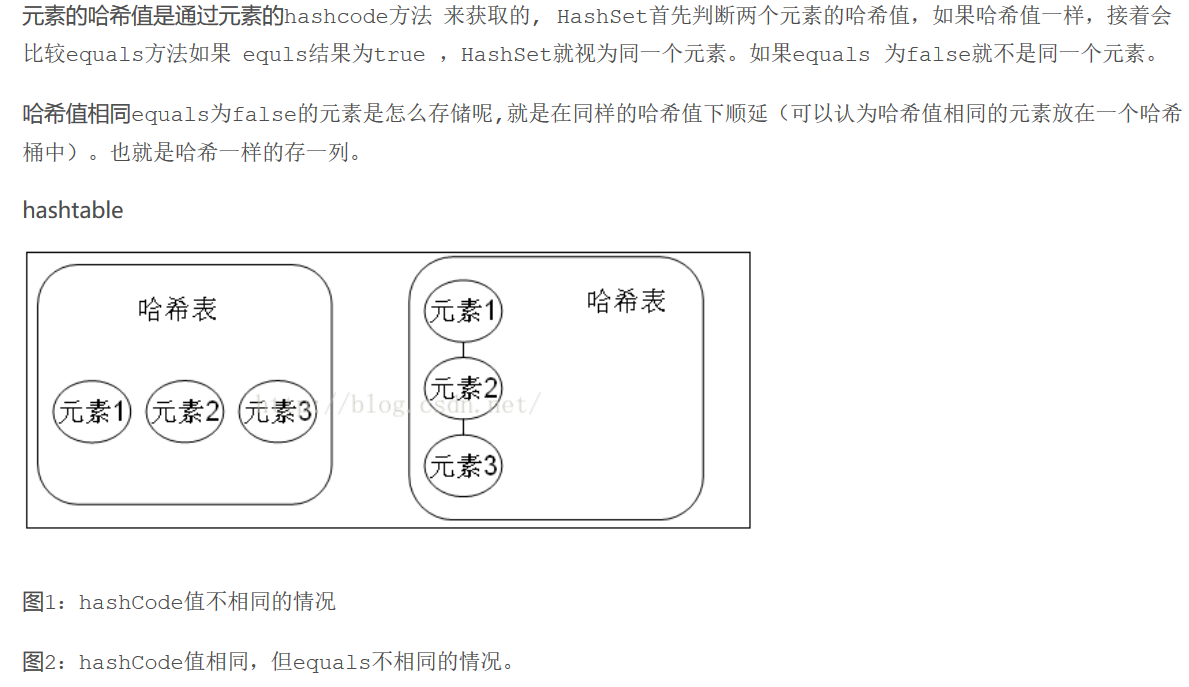 元素的哈希值是通过元素的hashcode方法 来获取的, HashSet首先判断两个元素的哈希值，如果哈希值一样，接着会
比较equals方法如果 equls结果为true ，HashSet就视为同一个元素。如果equals 为false就不是同一个元素。
哈希值相同equals为false的元素是怎么存储呢,就是在同样的哈希值下顺延（可以认为哈希值相同的元素放在一个哈希
桶中）。也就是哈希一样的存一列。
hashtable
哈希表
元素1 元素2 元素3
哈希表
元素1
元素2
元素3
http://blog.csdn.net/
图1：hashCode值不相同的情况
图2：hashCode值相同，但equals不相同的情况。